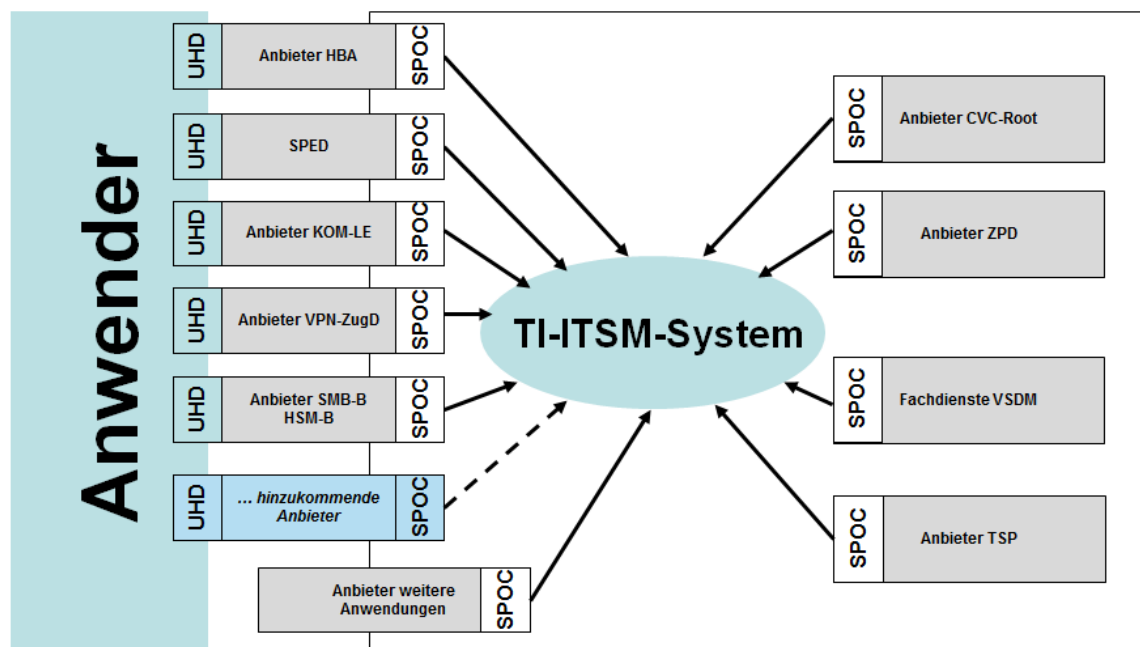 Anwender
UHD
Anbieter HBA
SPOC
UHD
SPED
SPOC
UHD
Anbieter KOM-LE
SPOC
UHD
Anbieter VPN-ZugD
SPOC
UHD
Anbieter SMB-B
HSM-B
SPOC
UHD
... hinzukommende
Anbieter
SPOC
Anbieter weitere
Anwendungen
SPOC
TI-ITSM-System
SPOC
Anbieter CVC-Root
SPOC
Anbieter ZPD
SPOC
Fachdienste VSDM
SPOC
Anbieter TSP